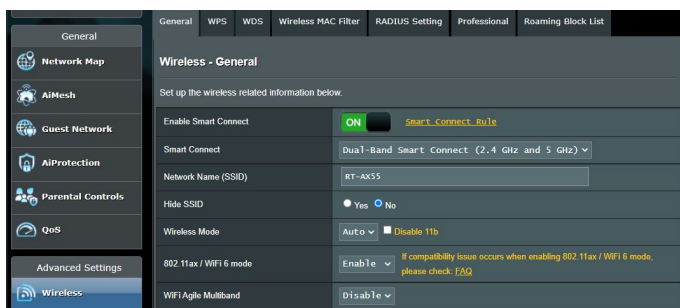 General WPS WDS Wireless MAC Filter RADIUS Setting Professional Roaming Block List
General
Network Map
AiMesh
Guest Network
AiProtection
Parental Controls
QoS
Advanced Settings
Wireless
Wireless - General
Set up the wireless related information below.
Enable Smart Connect ON Smart Connect Rule
Smart Connect Dual-Band Smart Connect (2.4 GHz and 5 GHz)
Network Name (SSID) RT-AX55
Hide SSID Yes No
Wireless Mode Auto Disable 11b
802.11ax / WiFi 6 mode Enable If compatibility issue occurs when enabling 802.11ax / WiFi 6 mode,
please check: FAQ
WiFi Agile Multiband Disable